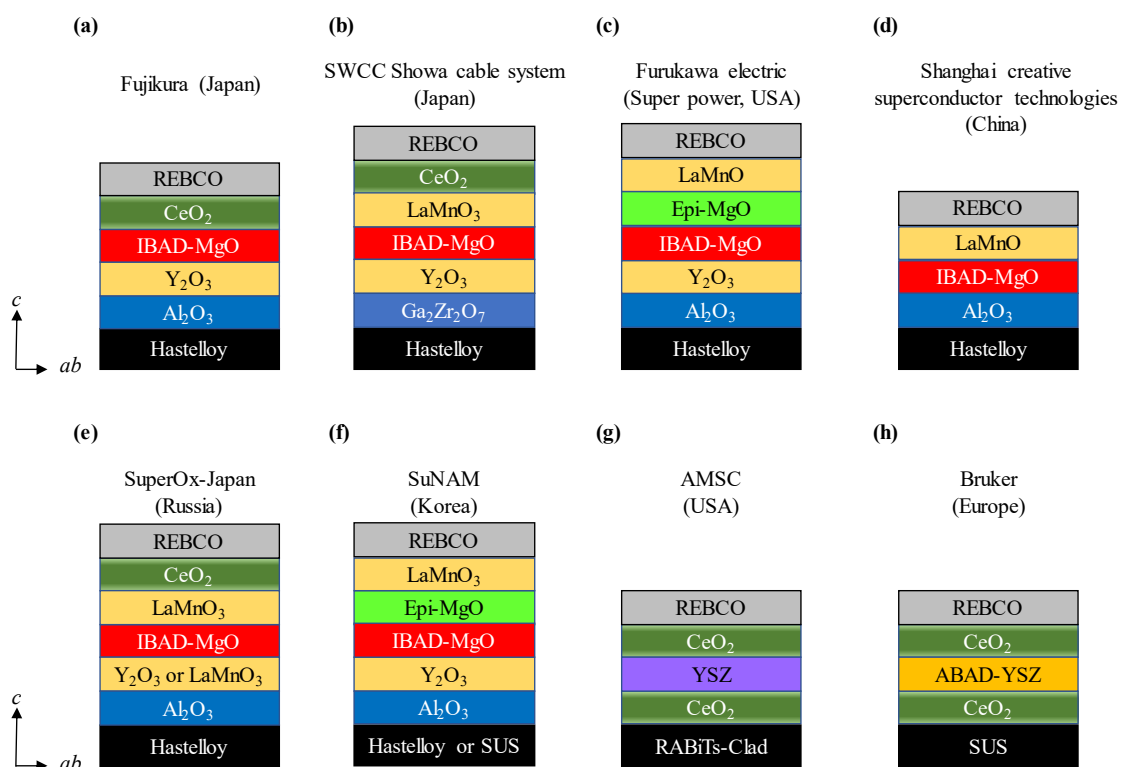 (a)
Fujikura (Japan)
REBCO
CeO₂
IBAD-MgO
Y₂O₃
Al₂O₃
Hastelloy
(b)
SWCC Showa cable system
(Japan)
REBCO
CeO₂
LaMnO₃
IBAD-MgO
Y₂O₃
Ga₂Zr₂O₇
Hastelloy
(c)
Furukawa electric
(Super power, USA)
REBCO
LaMnO
Epi-MgO
IBAD-MgO
Y₂O₃
Al₂O₃
Hastelloy
(d)
Shanghai creative
superconductor technologies
(China)
REBCO
LaMnO
IBAD-MgO
Al₂O₃
Hastelloy
c
ab
(e)
SuperOx-Japan
(Russia)
REBCO
CeO₂
LaMnO₃
IBAD-MgO
Y₂O₃ or LaMnO₃
Al₂O₃
Hastelloy
(f)
SuNAM
(Korea)
REBCO
LaMnO₃
Epi-MgO
IBAD-MgO
Y₂O₃
Al₂O₃
Hastelloy or SUS
(g)
AMSC
(USA)
REBCO
CeO₂
YSZ
CeO₂
RABiTs-Clad
(h)
Bruker
(Europe)
REBCO
CeO₂
ABAD-YSZ
CeO₂
SUS
c
ab